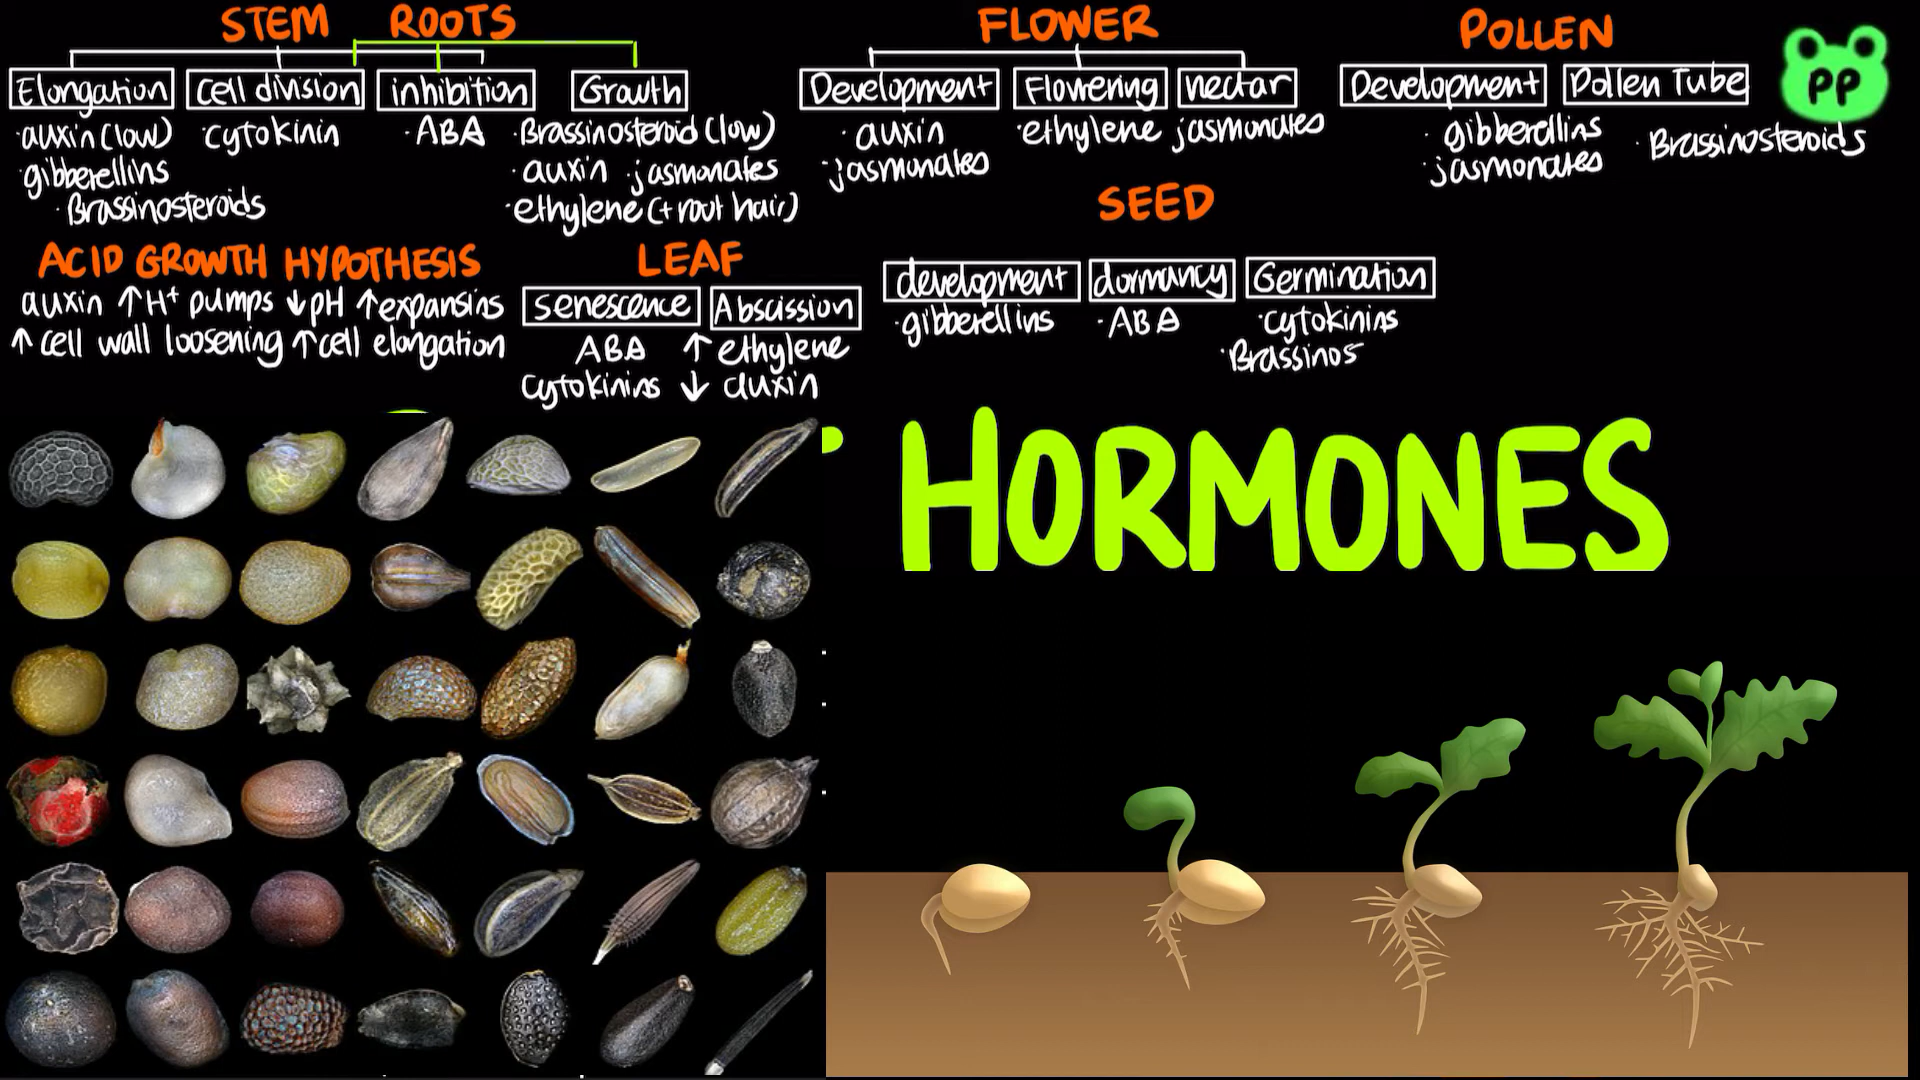 STEM ROOTS
Elongation
·auxin (low)
gibberellins
·Brassinosteroids
cell division
·cytokinin
inhibition
·ABA
Growth
·Brassinosteroid (low)
·auxin ·jasmonates
·ethylene (+ root hair)
FLOWER
Development
·auxin
·jasmonates
Flowering
·ethylene
nectar
jasmonates
POLLEN
Development
·gibberellins
·jasmonates
Pollen Tube
·Brassinosteroids
PP
ACID GROWTH HYPOTHESIS
auxin ↑H⁺ pumps ↓pH ↑expansins
↑cell wall loosening ↑cell elongation
LEAF
senescence
ABA
cytokinins
Abscission
↑ ethylene
↓ auxin
SEED
development
·gibberellins
dormancy
·ABA
Germination
·cytokinins
·Brassinos
HORMONES